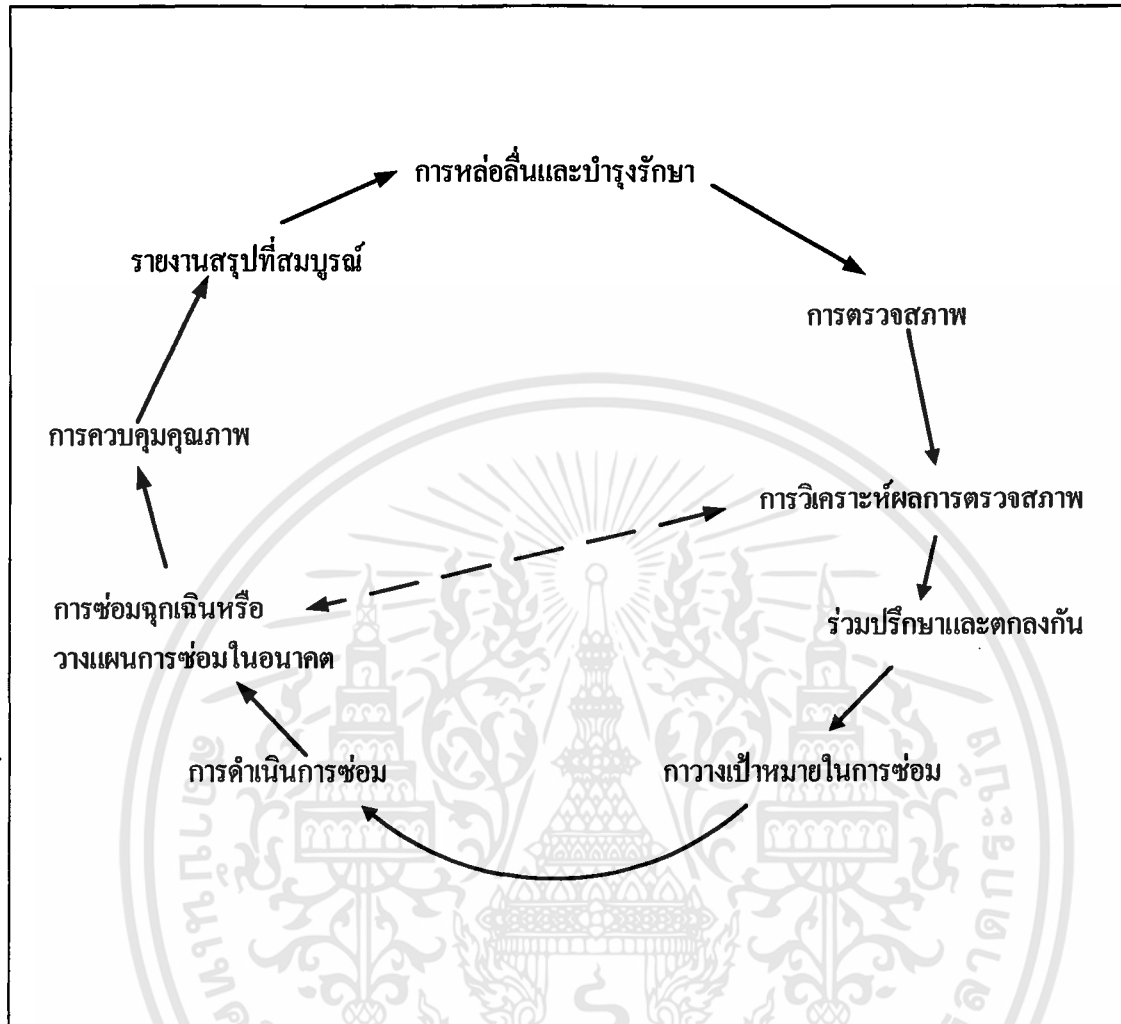 การหล่อลื่นและบำรุงรักษา
รายงานสรุปที่สมบูรณ์
การตรวจสภาพ
การควบคุมคุณภาพ
การวิเคราะห์ผลการตรวจสภาพ
การซ่อมฉุกเฉินหรือ
วางแผนการซ่อมในอนาคต
ร่วมปรึกษาและตกลงกัน
การดำเนินการซ่อม
กาวางเป้าหมายในการซ่อม